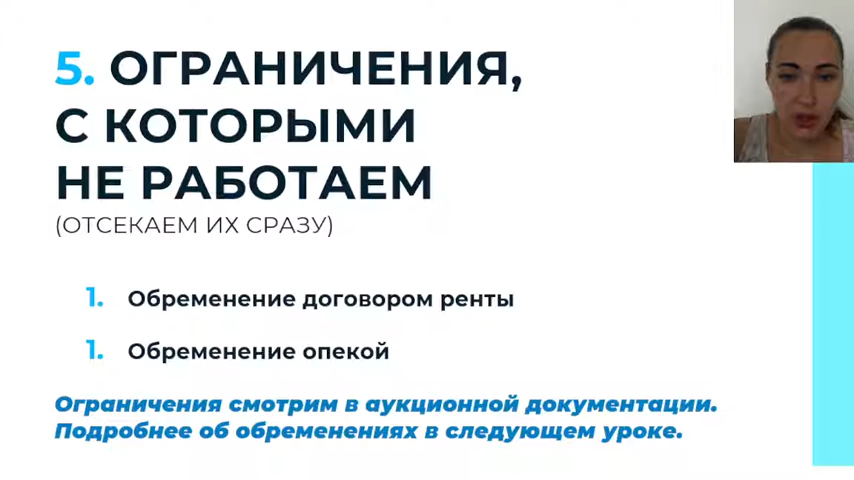 5. ОГРАНИЧЕНИЯ,
С КОТОРЫМИ
НЕ РАБОТАЕМ
(ОТСЕКАЕМ ИХ СРАЗУ)
1. Обременение договором ренты
1. Обременение опекой
Ограничения смотрим в аукционной документации.
Подробнее об обременениях в следующем уроке.